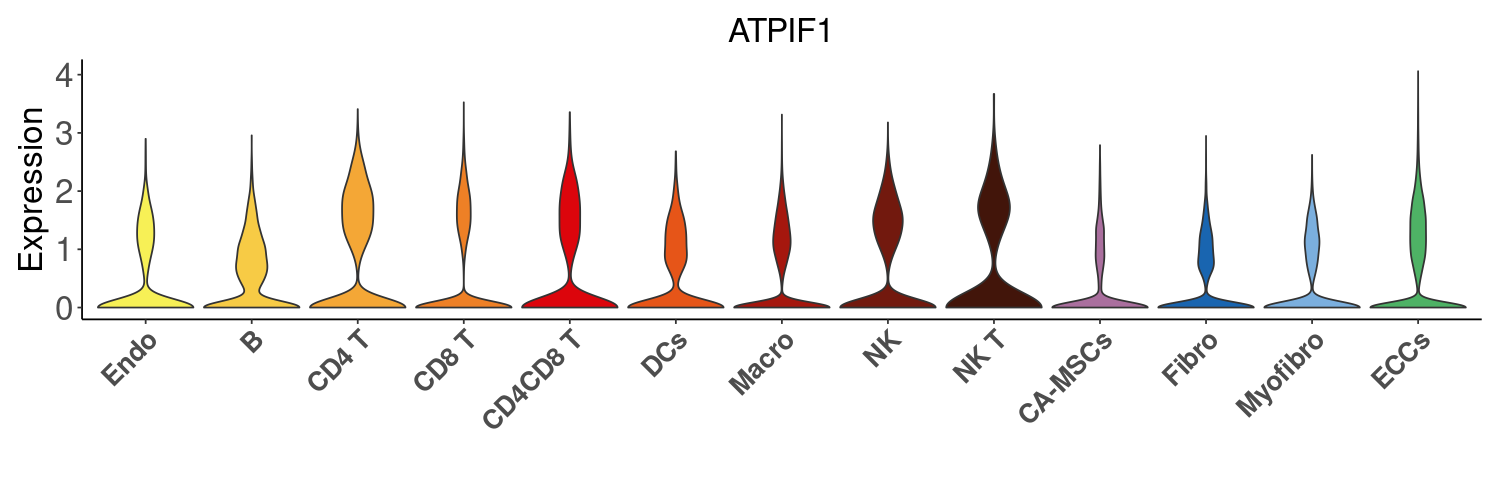 ATPIF1
Expression
4
3
2
1
0
Endo
B
CD4 T
CD8 T
CD4CD8 T
DCs
Macro
NK
NK T
CA-MSCs
Fibro
Myofibro
ECCs